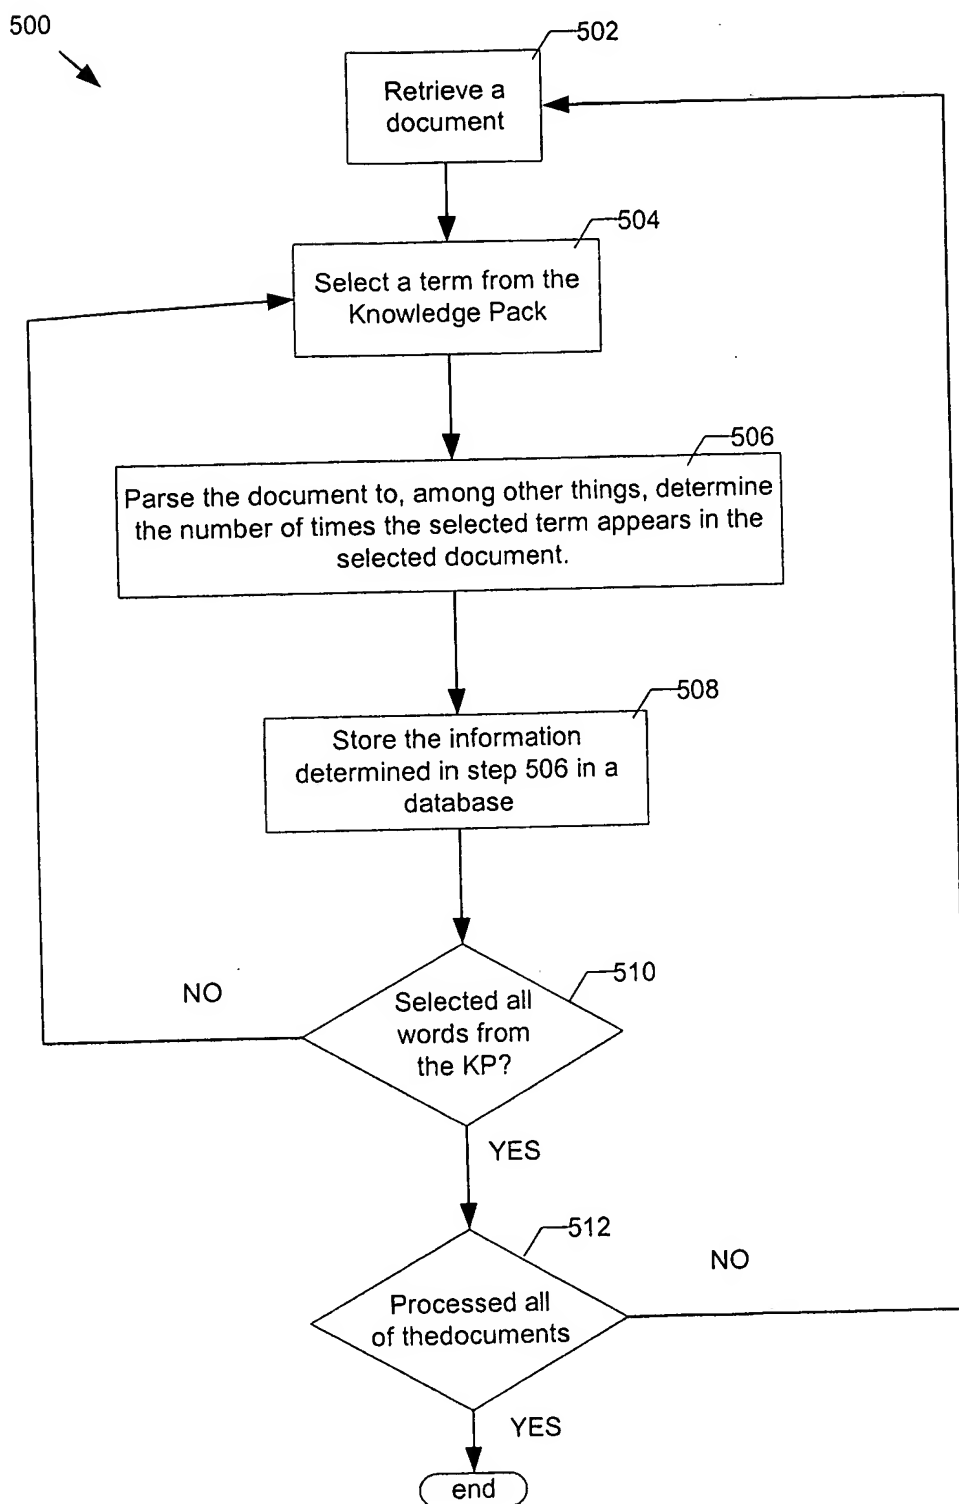 500
502
Retrieve a
document
504
Select a term from the
Knowledge Pack
506
Parse the document to, among other things, determine
the number of times the selected term appears in the
selected document.
508
Store the information
determined in step 506 in a
database
510
NO
Selected all
words from
the KP?
YES
512
NO
Processed all
of thedocuments
YES
end